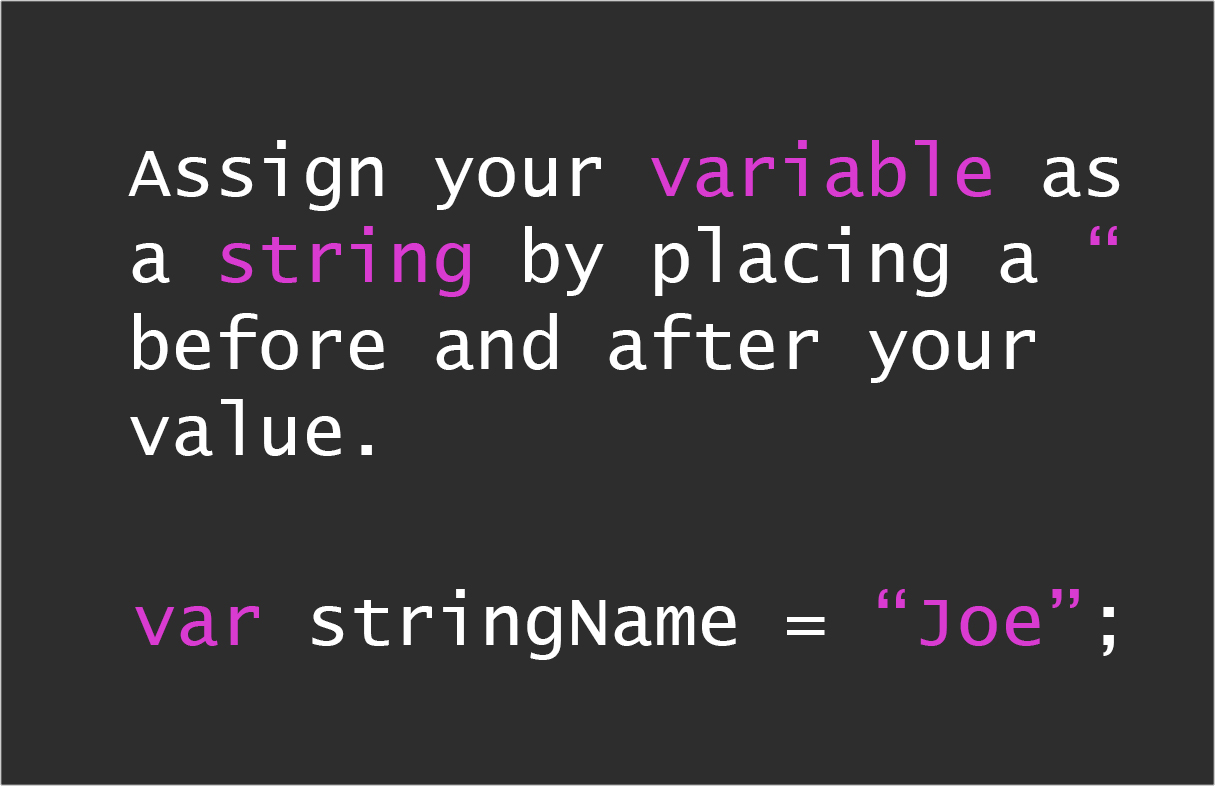 Assign your variable as
a string by placing a “
before and after your
value.
var stringName = “Joe”;